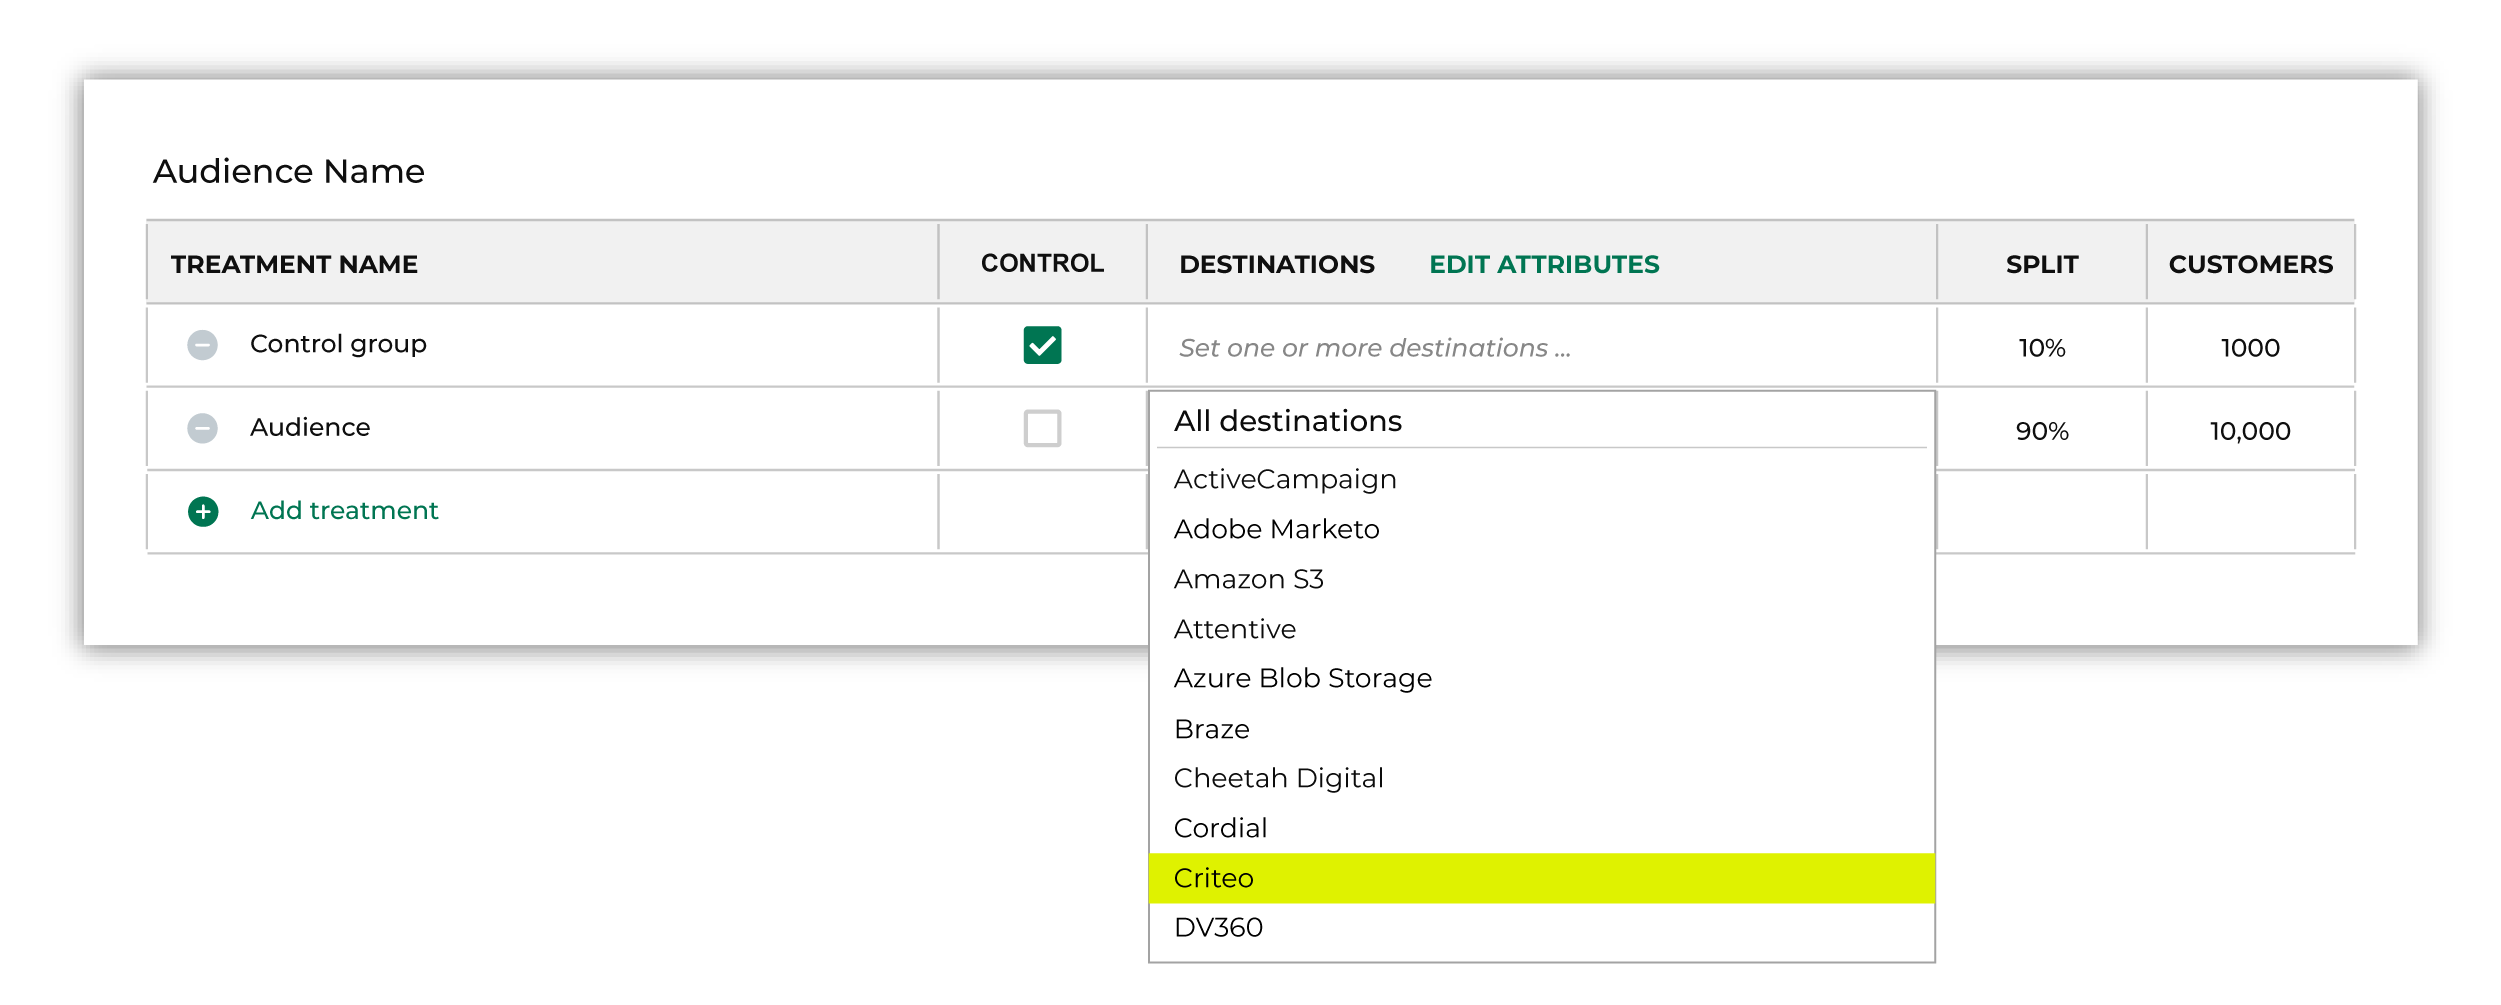 Audience Name
TREATMENT NAME CONTROL DESTINATIONS EDIT ATTRIBUTES SPLIT CUSTOMERS
Control group Set one or more destinations ... 10% 1000
Audience 90% 10,000
Add treatment
All destinations
ActiveCampaign
Adobe Marketo
Amazon S3
Attentive
Azure Blob Storage
Braze
Cheetah Digital
Cordial
Criteo
DV360